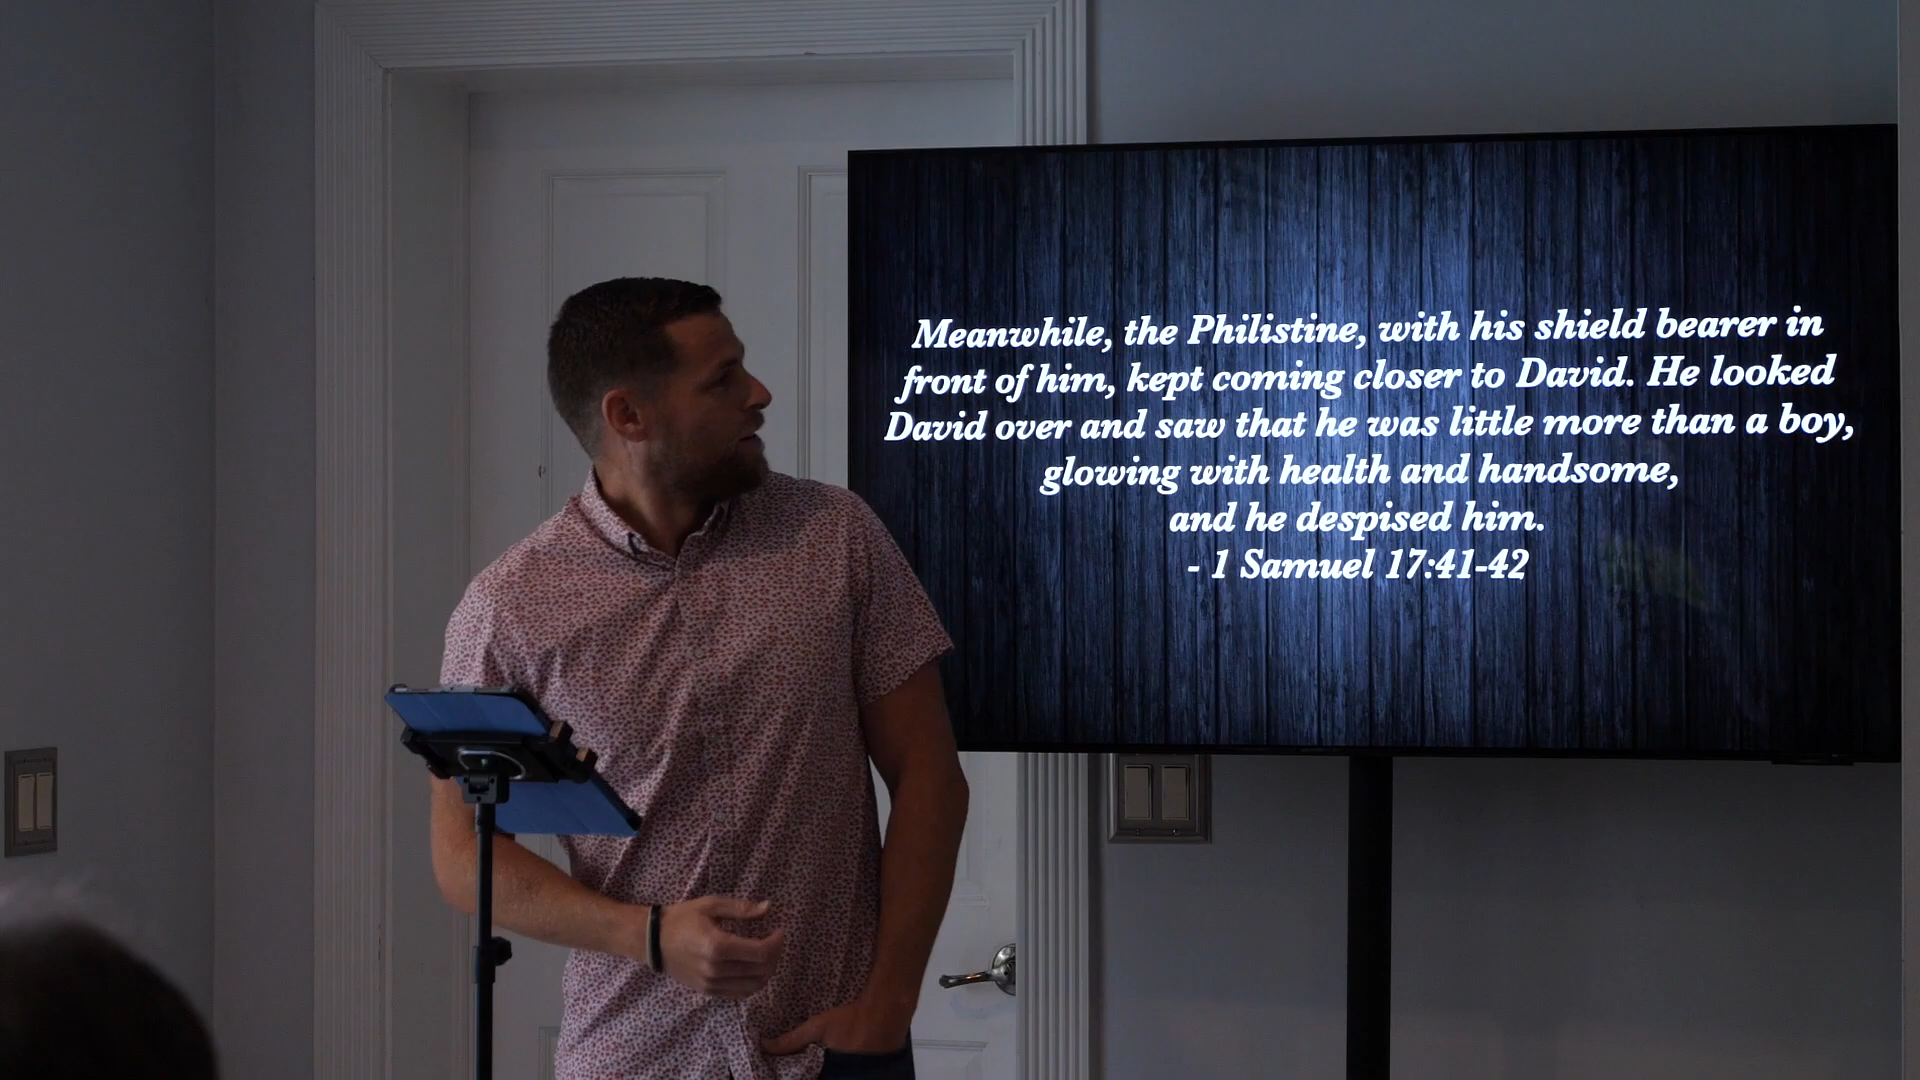 Meanwhile, the Philistine, with his shield bearer in
front of him, kept coming closer to David. He looked
David over and saw that he was little more than a boy,
glowing with health and handsome,
and he despised him.
- 1 Samuel 17:41-42